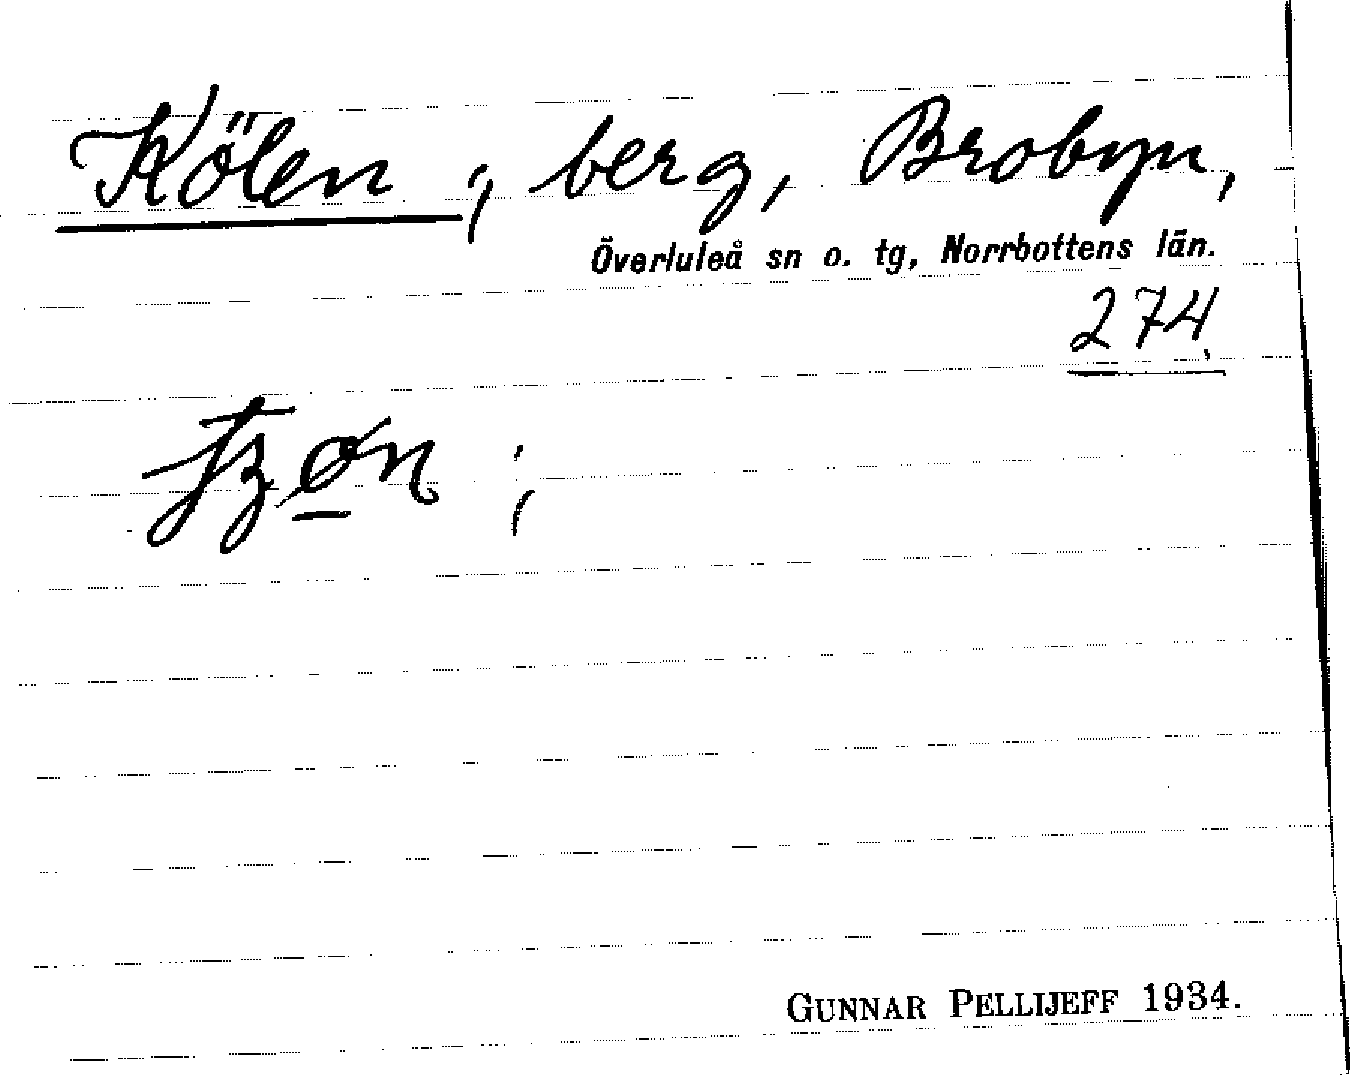 Kölen, berg, Brobyn,
Överluleå sn o. tg, Norrbottens län.
274
GUNNAR PELLIJEFF 1934.